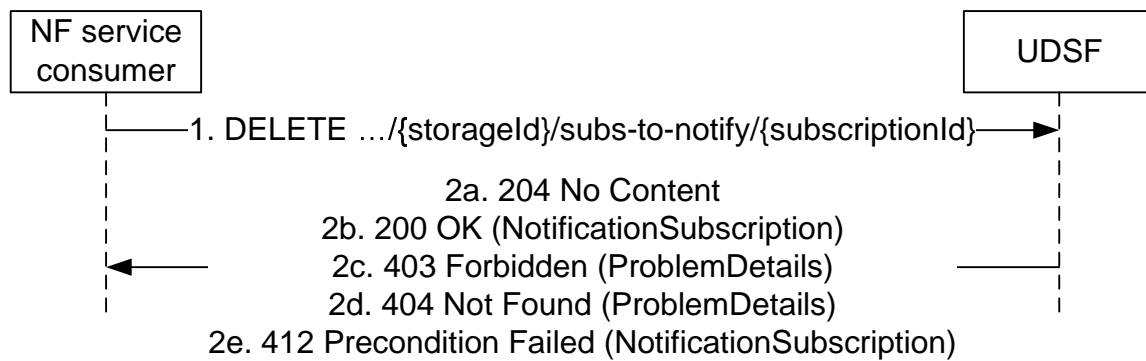 NF service
consumer
UDSF
1. DELETE …/{storageId}/subs-to-notify/{subscriptionId}
2a. 204 No Content
2b. 200 OK (NotificationSubscription)
2c. 403 Forbidden (ProblemDetails)
2d. 404 Not Found (ProblemDetails)
2e. 412 Precondition Failed (NotificationSubscription)